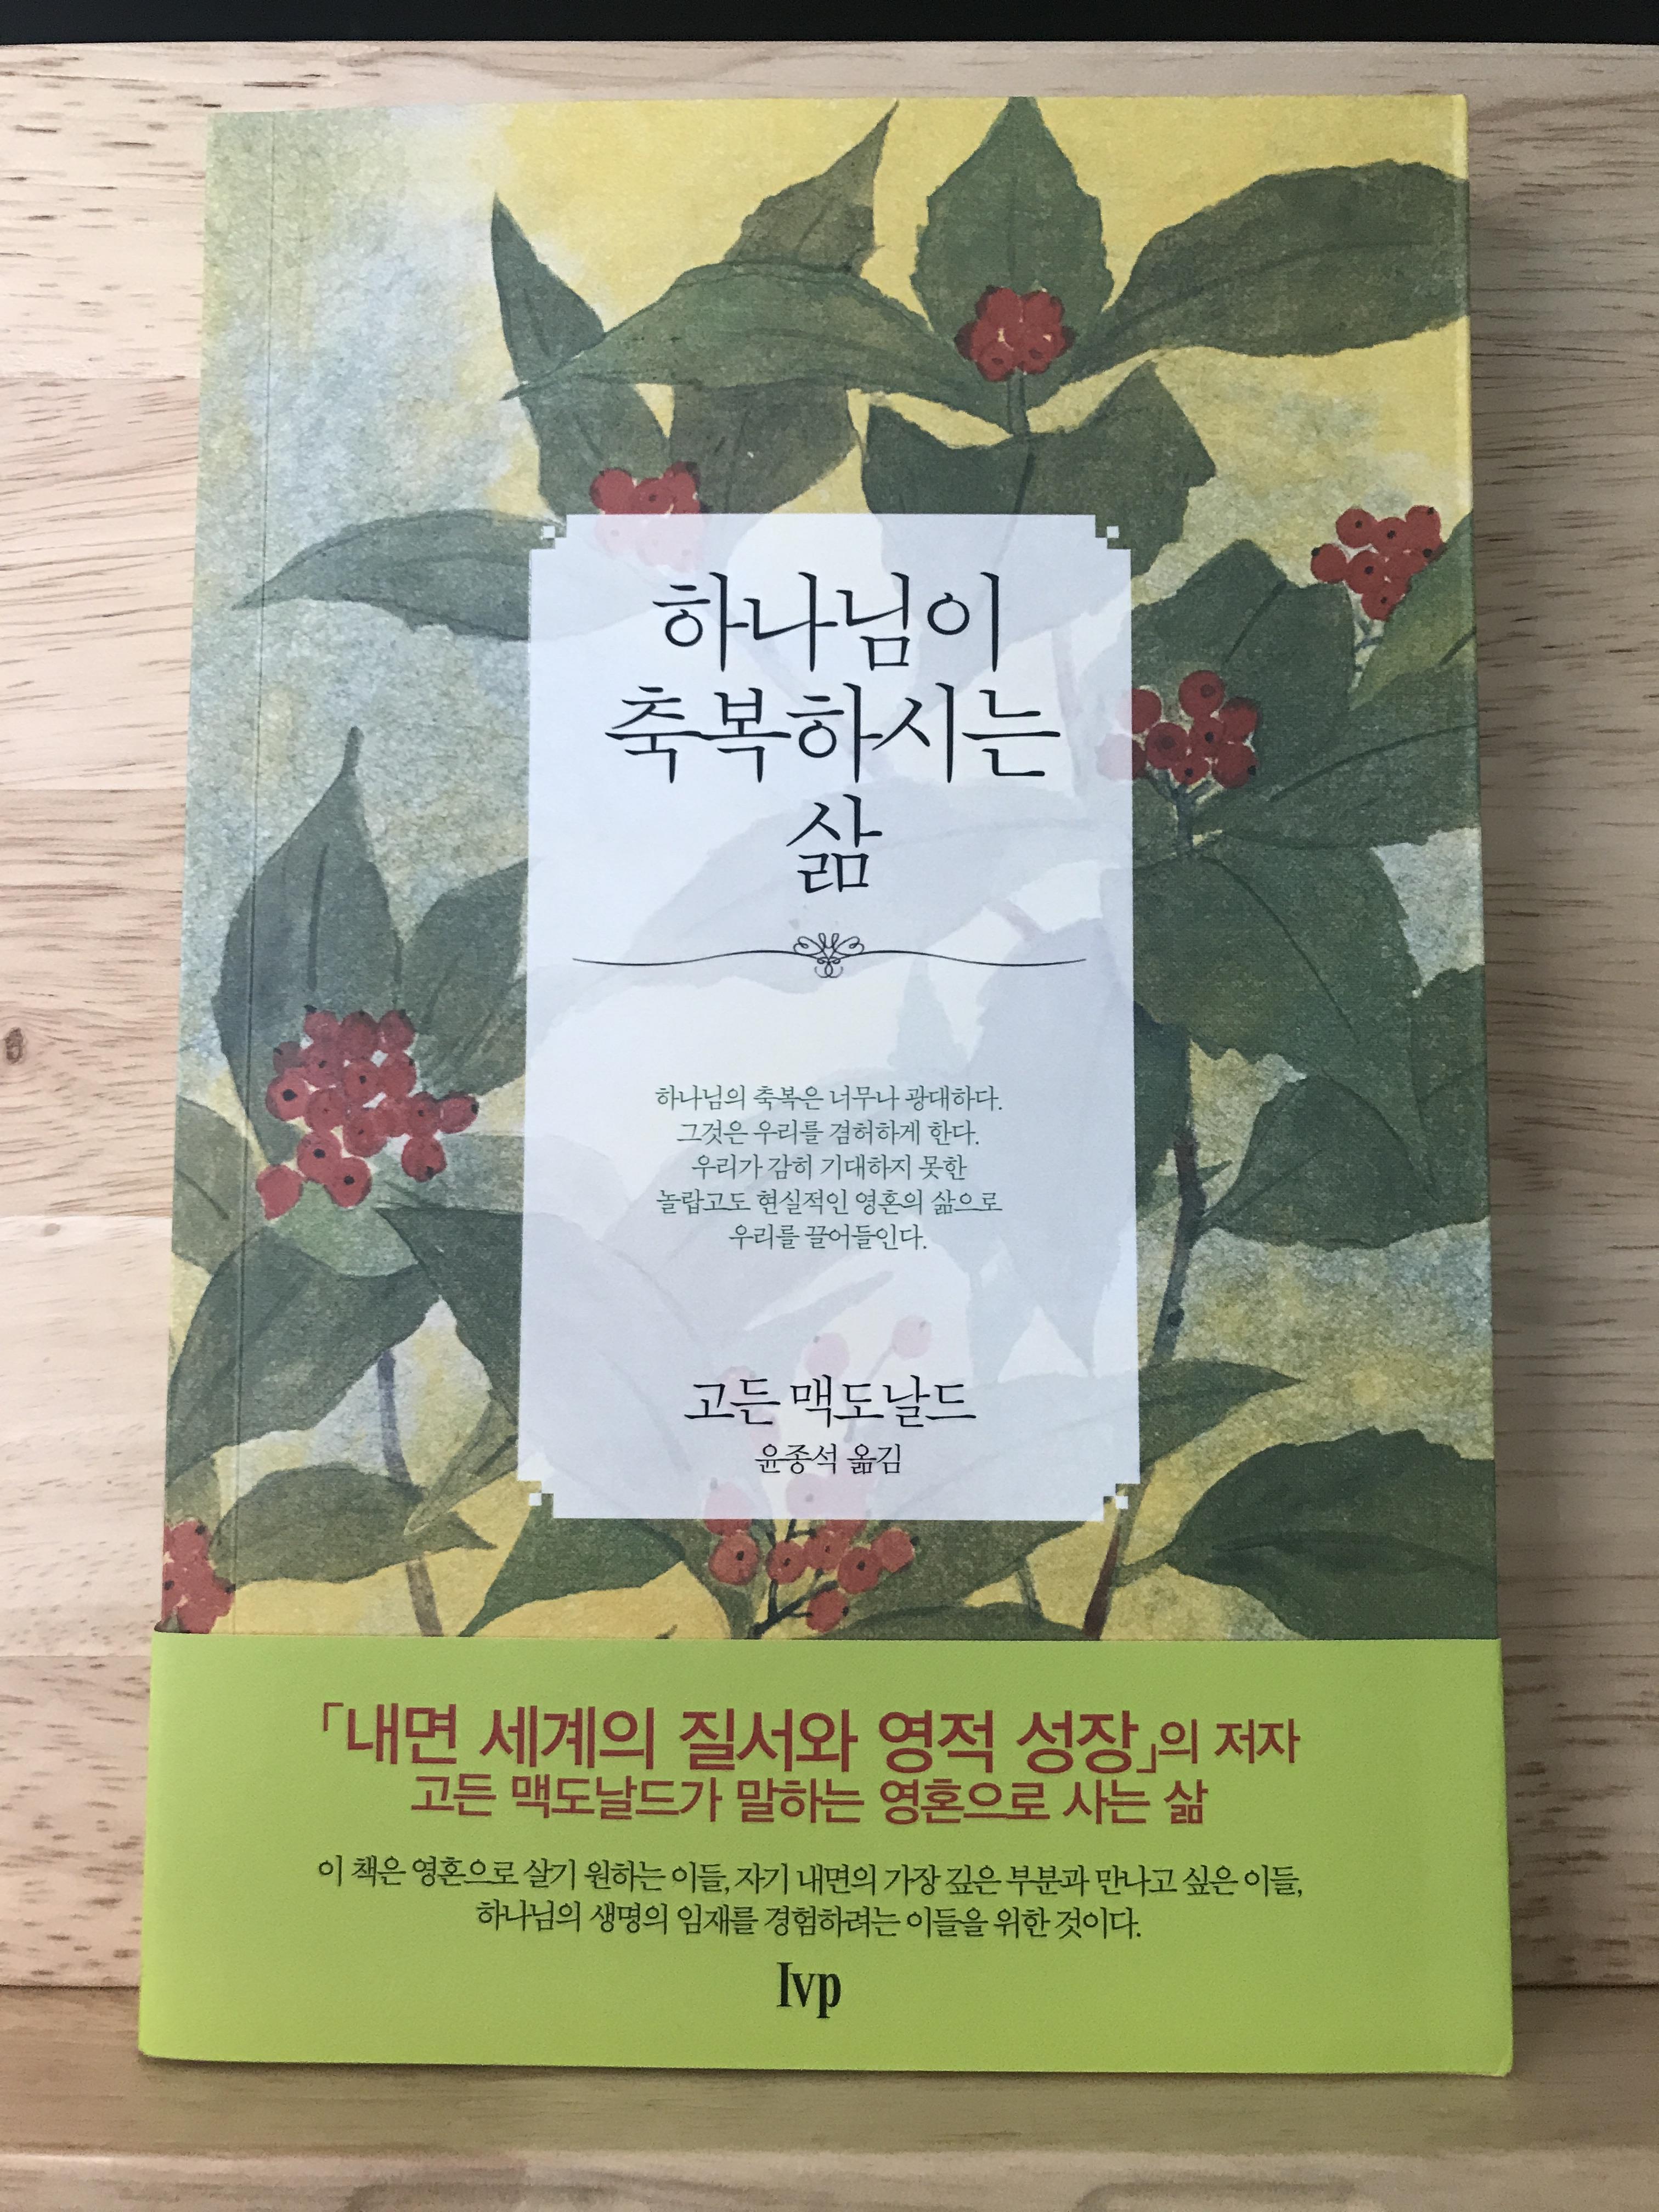 하나님이
축복하시는
삶
하나님의 축복은 너무나 광대하다.
그것은 우리를 겸허하게 한다.
우리가 감히 기대하지 못한
놀랍고도 현실적인 영혼의 삶으로
우리를 끌어들인다.
고든 맥도날드
윤종석 옮김
「내면 세계의 질서와 영적 성장」의 저자
고든 맥도날드가 말하는 영혼으로 사는 삶
이 책은 영혼으로 살기 원하는 이들, 자기 내면의 가장 깊은 부분과 만나고 싶은 이들,
하나님의 생명의 임재를 경험하려는 이들을 위한 것이다.
Ivp